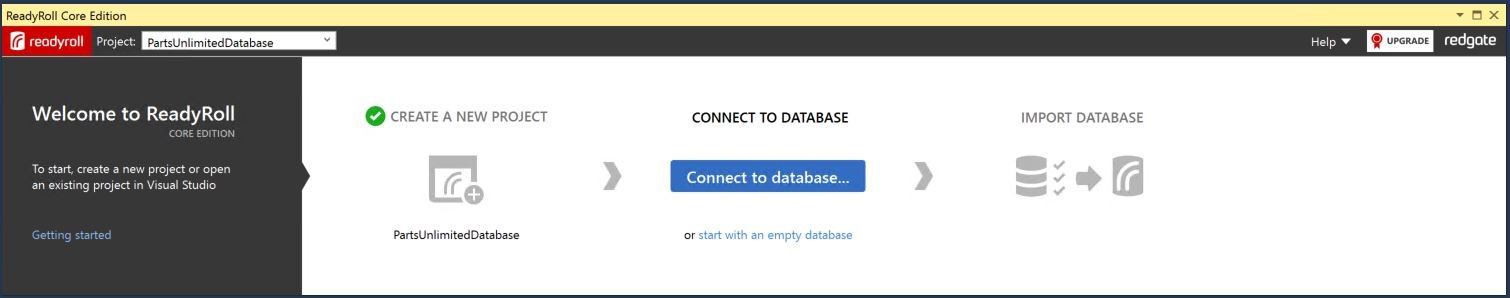 ReadyRoll Core Edition
readyroll Project: PartsUnlimitedDatabase Help UPGRADE redgate
Welcome to ReadyRoll
CORE EDITION
To start, create a new project or open
an existing project in Visual Studio
Getting started
CREATE A NEW PROJECT
PartsUnlimitedDatabase
CONNECT TO DATABASE
Connect to database...
or start with an empty database
IMPORT DATABASE